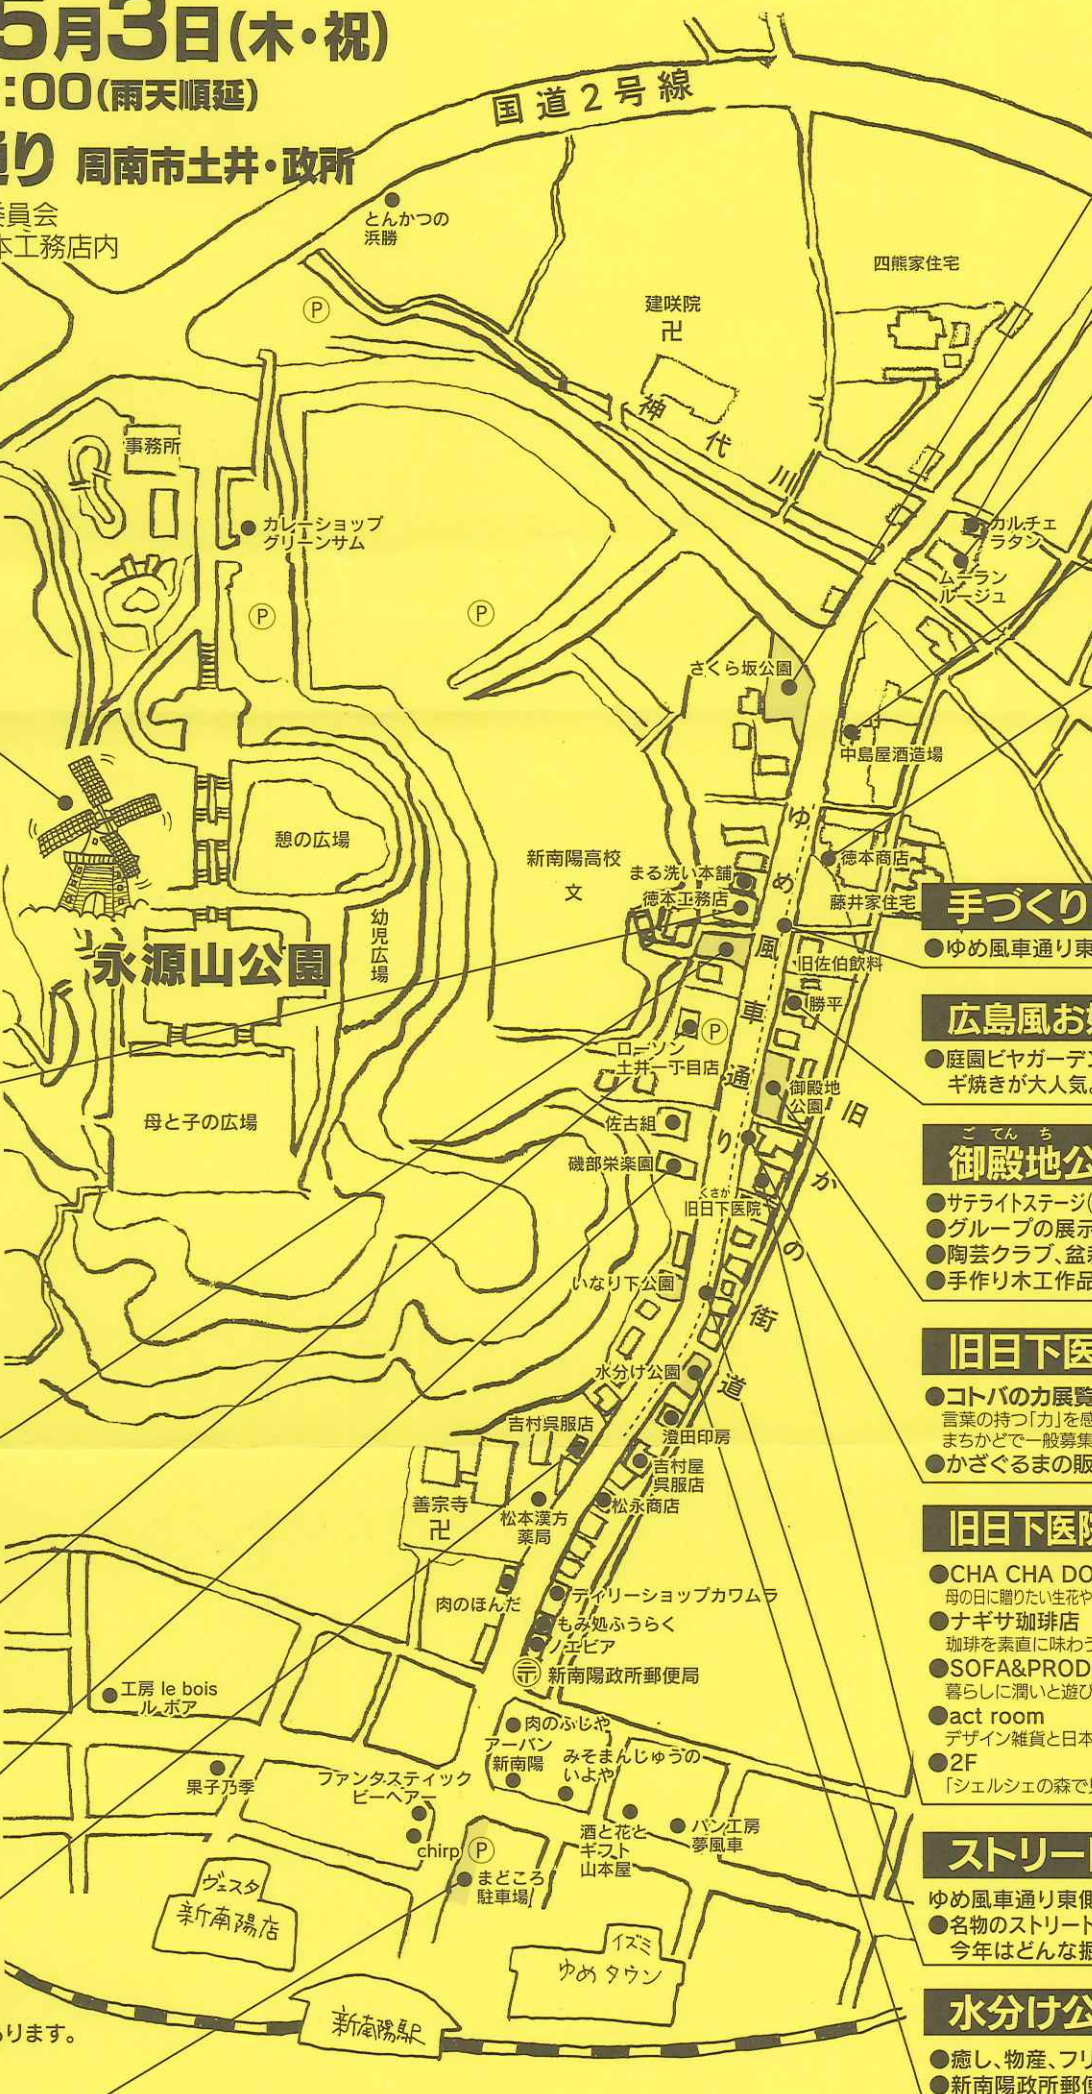 5月3日(木・祝)
:00(雨天順延)
通り 周南市土井・政所
委員会
本工務店内
国道2号線
とんかつの
浜勝
四熊家住宅
P
建咲院
卍
神代川
事務所
カレーショップ
グリーンサム
カルチェ
ラタン
ムーラン
ルージュ
P
P
さくら坂公園
中島屋酒造場
憩の広場
新南陽高校
文
ゆめ風車通り
徳本商店
まる洗い本舗
徳本工務店
藤井家住宅
幼児広場
永源山公園
旧佐伯飲料
勝平
P
ローソン
土井一丁目店
御殿地
公園
旧かのの街道
母と子の広場
佐古組
磯部栄楽園
くさか
旧日下医院
いなり下公園
水分け公園
吉村呉服店
澄田印房
吉村屋
呉服店
善宗寺
卍
松本漢方
薬局
松永商店
肉のほんだ
デイリーショップカワムラ
もみ処ふうらく
ノエビア
〒
新南陽政所郵便局
工房 le bois
ル ボア
肉のふじや
アーバン
新南陽
みそまんじゅうの
いよや
果子乃季
ファンタスティック
ビーヘアー
chirp
P
まどころ
駐車場
酒と花と
ギフト
山本屋
パン工房
夢風車
ヴェスタ
新南陽店
イズミ
ゆめタウン
新南陽駅
ります。
手づくり
●ゆめ風車通り東
広島風お
●庭園ビヤガーデン
ギ焼きが大人気
ごてんち
御殿地公
●サテライトステージ(
●グループの展示
●陶芸クラブ、盆
●手作り木工作品
旧日下医
●コトバの力展覧
言葉の持つ「力」を感
まちかどで一般募集
●かざぐるまの販
旧日下医院
●CHA CHA DO
母の日に贈りたい生花や
●ナギサ珈琲店
珈琲を素直に味わう
●SOFA&PROD
暮らしに潤いと遊び
●act room
デザイン雑貨と日本
●2F
「シェルシェの森で
ストリート
ゆめ風車通り東側
●名物のストリート
今年はどんな振
水分け公
●癒し、物産、フリ
●新南陽政所郵便